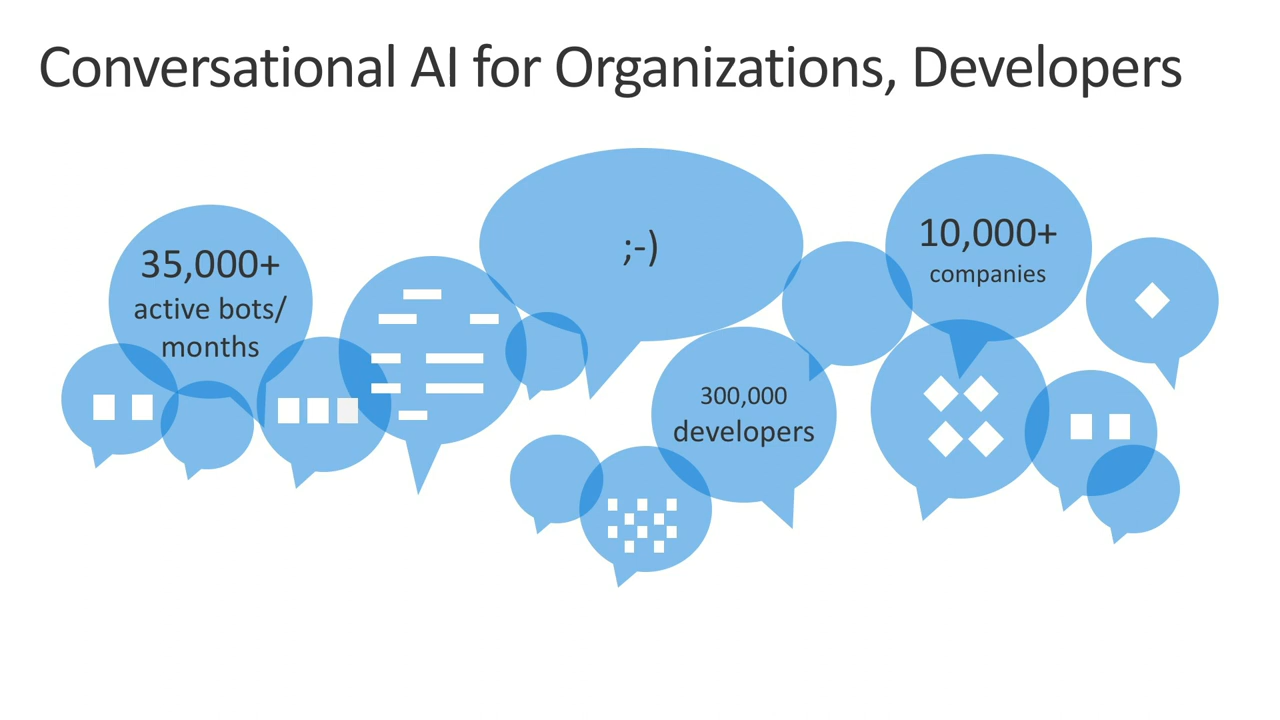 Conversational AI for Organizations, Developers
35,000+
active bots/
months
;-)
10,000+
companies
300,000
developers